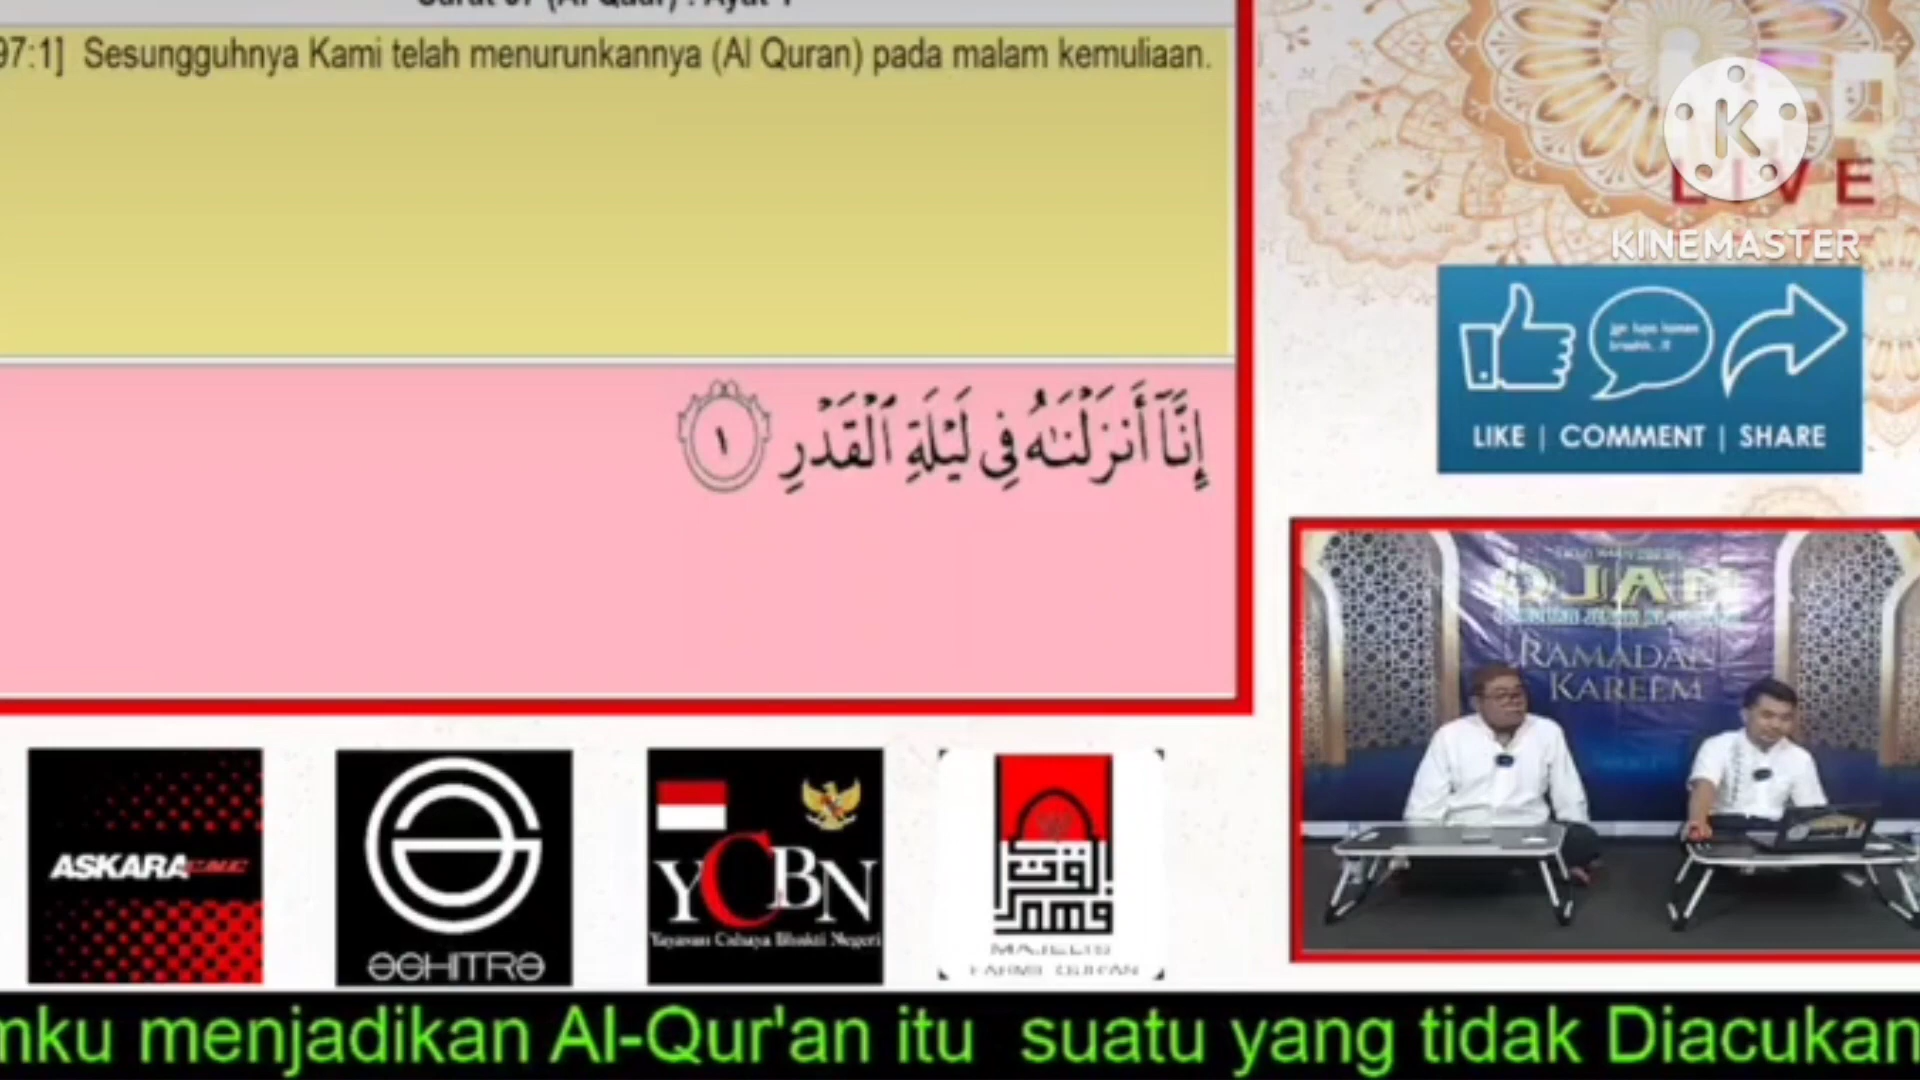 97:1] Sesungguhnya Kami telah menurunkannya (Al Quran) pada malam kemuliaan.
إِنَّآ أَنزَلْنَـٰهُ فِى لَيْلَةِ ٱلْقَدْرِ ١
LIVE
KINEMASTER
LIKE | COMMENT | SHARE
RAMADAN
KAREEM
ASKARA CNC
YCBN
Yayasan Cahaya Bhakti Negeri
MAJELIS
mku menjadikan Al-Qur'an itu suatu yang tidak Diacukan